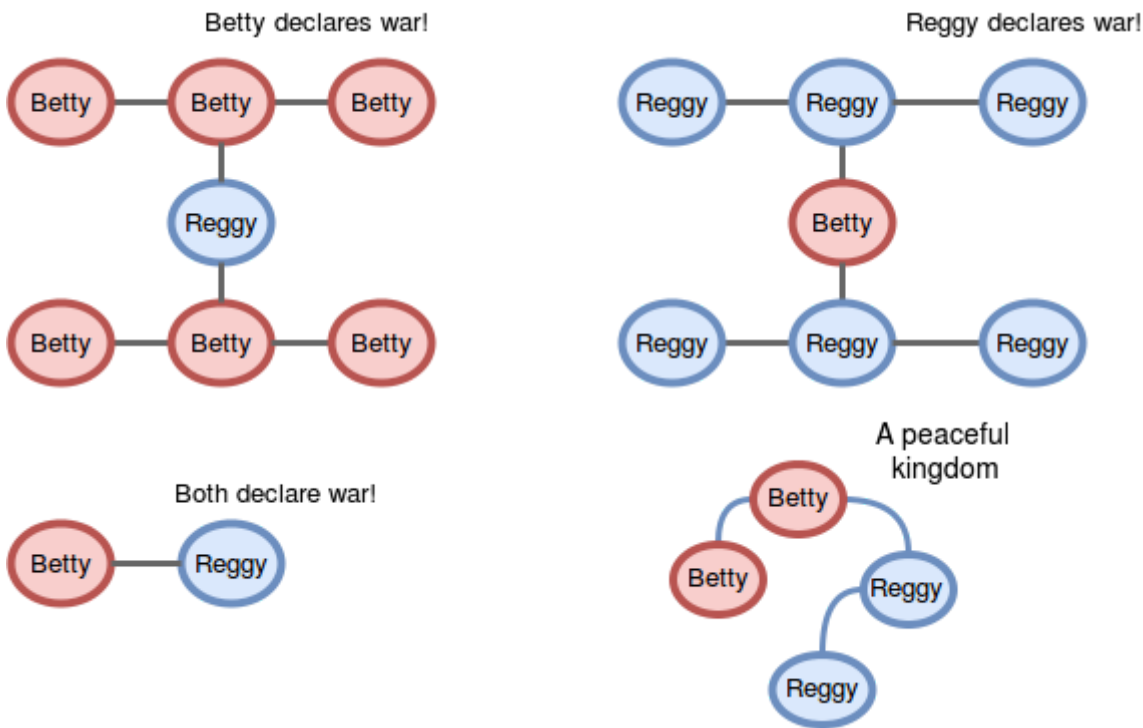 Betty declares war!
Betty Betty Betty
Reggy
Betty Betty Betty
Reggy declares war!
Reggy Reggy Reggy
Betty
Reggy Reggy Reggy
Both declare war!
Betty Reggy
A peaceful
kingdom
Betty
Betty
Reggy
Reggy